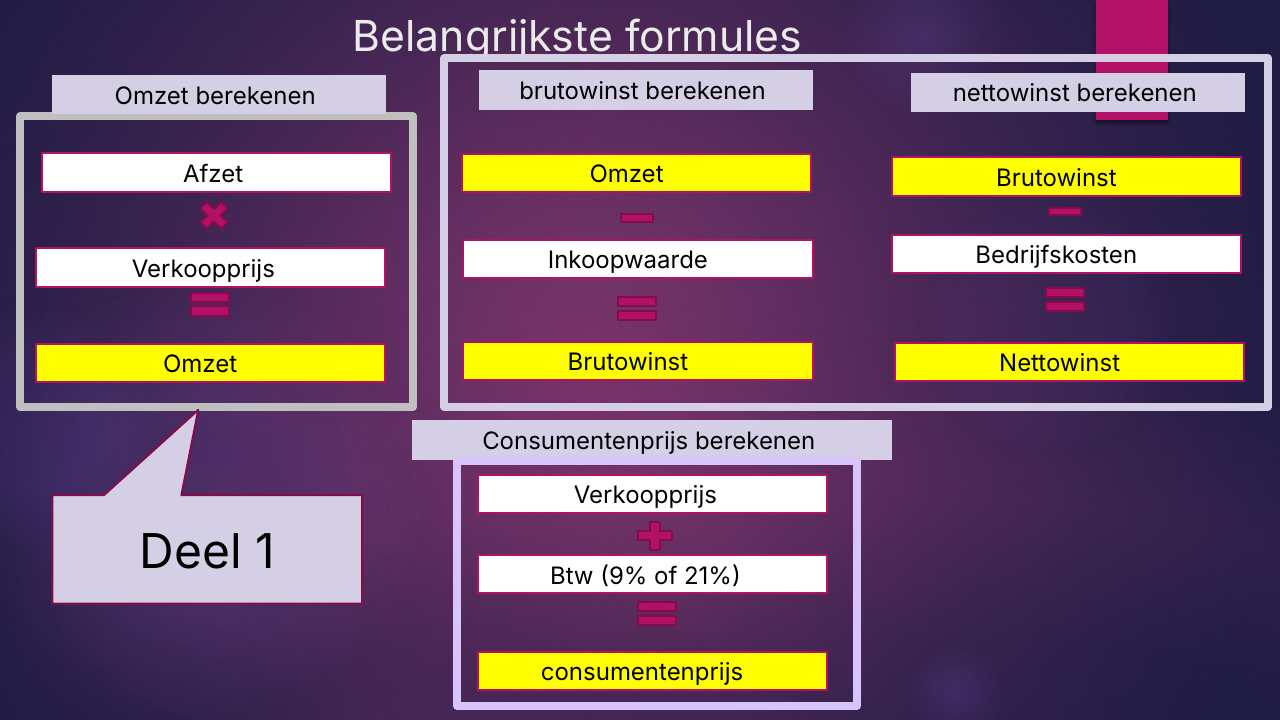 Belangrijkste formules
Omzet berekenen
Afzet
Verkoopprijs
Omzet
brutowinst berekenen
Omzet
Inkoopwaarde
Brutowinst
nettowinst berekenen
Brutowinst
Bedrijfskosten
Nettowinst
Deel 1
Consumentenprijs berekenen
Verkoopprijs
Btw (9% of 21%)
consumentenprijs